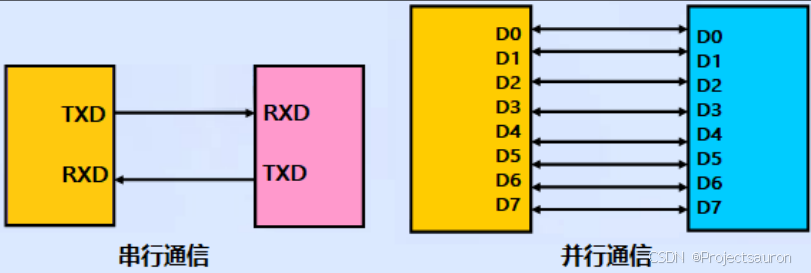 TXD
RXD
RXD
TXD
串行通信
D0
D1
D2
D3
D4
D5
D6
D7
D0
D1
D2
D3
D4
D5
D6
D7
并行通信
CSDN @Projectsauron